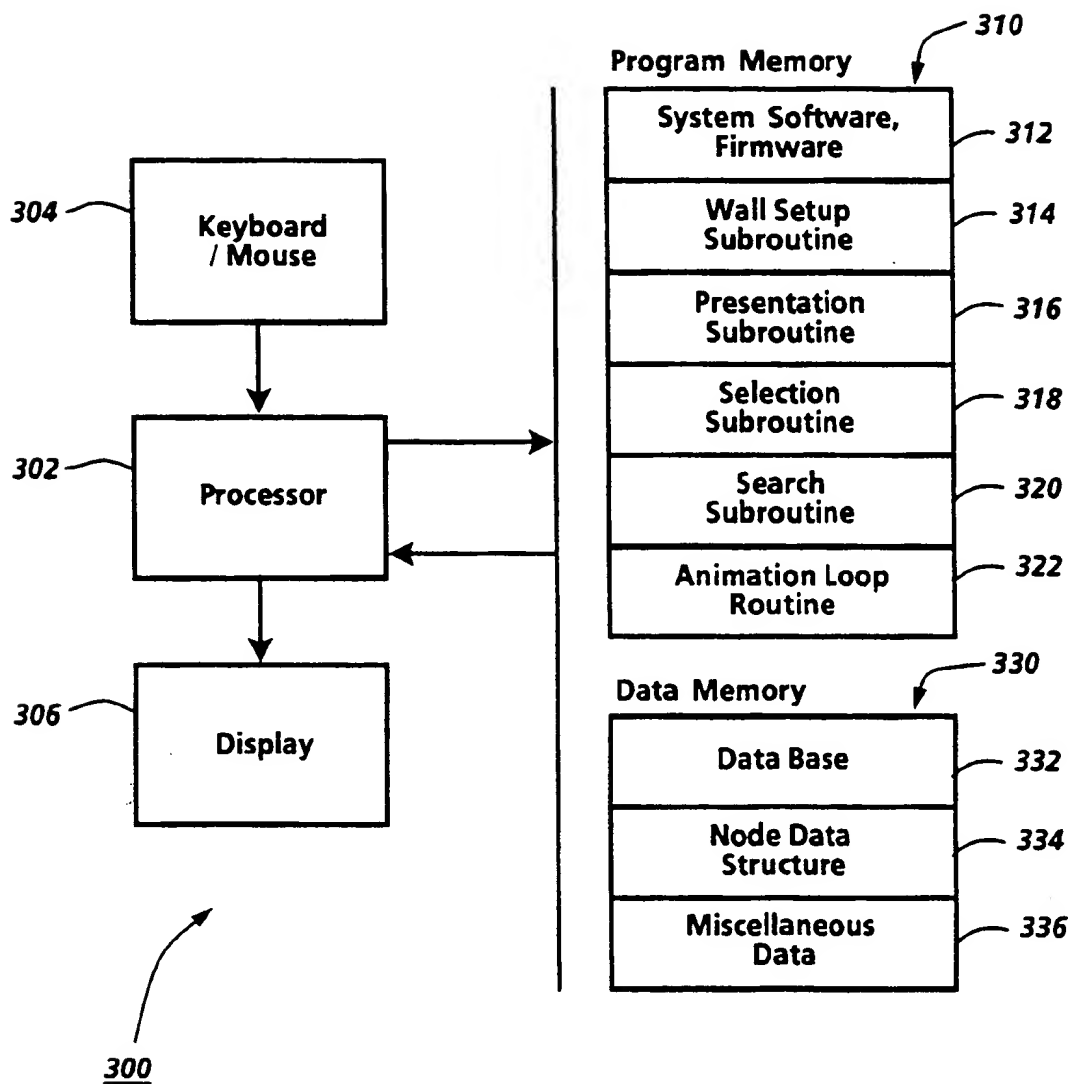 310
Program Memory
System Software,
Firmware
312
Wall Setup
Subroutine
314
Presentation
Subroutine
316
Selection
Subroutine
318
Search
Subroutine
320
Animation Loop
Routine
322
304
Keyboard
/ Mouse
302
Processor
306
Display
300
330
Data Memory
Data Base
332
Node Data
Structure
334
Miscellaneous
Data
336